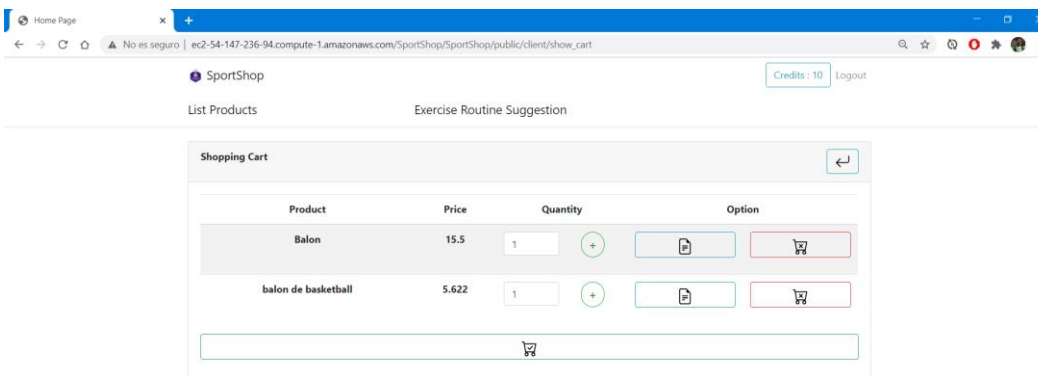 Home Page
No es seguro | ec2-54-147-236-94.compute-1.amazonaws.com/SportShop/SportShop/public/client/show_cart
SportShop Credits : 10 Logout
List Products Exercise Routine Suggestion
Shopping Cart
Product Price Quantity Option
Balon 15.5 1 +
balon de basketball 5.622 1 +